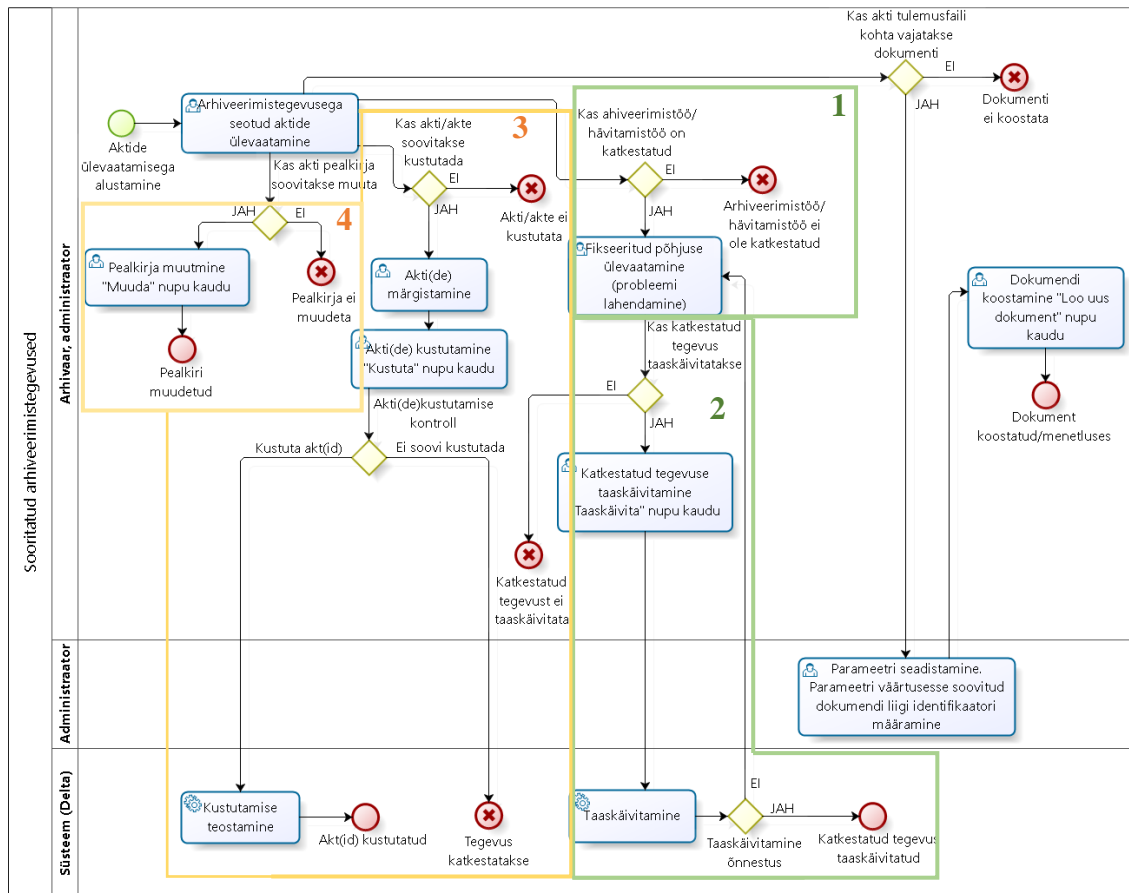 Sooritatud arhiveerimistegevused
Arhivaar, administraator
Administraator
Süsteem (Delta)
Aktide
ülevaatamisega
alustamine
Arhiveerimistegevusega
seotud aktide
ülevaatamine
Kas akti pealkirja
soovitakse muuta
JAH
EI
4
Pealkirja muutmine
"Muuda" nupu kaudu
Pealkiri
muudetud
Pealkirja ei
muudeta
3
Kas akti/akte
soovitakse
kustutada
EI
JAH
Akti/akte ei
kustutata
Akti(de)
märgistamine
Akti(de) kustutamine
"Kustuta" nupu kaudu
Akti(de)kustutamise
kontroll
Kustuta akt(id)
Ei soovi kustutada
Kustutamise
teostamine
Akt(id) kustutatud
Tegevus
katkestatakse
1
Kas ahiveerimistöö/
hävitamistöö on
katkestatud
EI
JAH
Arhiveerimistöö/
hävitamistöö ei
ole katkestatud
Fikseeritud põhjuse
ülevaatamine
(probleemi
lahendamine)
Kas katkestatud
tegevus
taaskäivitatakse
EI
JAH
2
Katkestatud tegevuse
taaskäivitamine
Taaskäivita" nupu kaudu
Katkestatud
tegevust ei
taaskäivitata
Taaskäivitamine
EI
JAH
Taaskäivitamine
õnnestus
Katkestatud tegevus
taaskäivitatud
Kas akti tulemusfaili
kohta vajatakse
dokumenti
EI
JAH
Dokumenti
ei koostata
Parameetri seadistamine.
Parameetri väärtusesse soovitud
dokumendi liigi identifikaatori
määramine
Dokumendi
koostamine "Loo uus
dokument" nupu
kaudu
Dokument
koostatud/menetluses